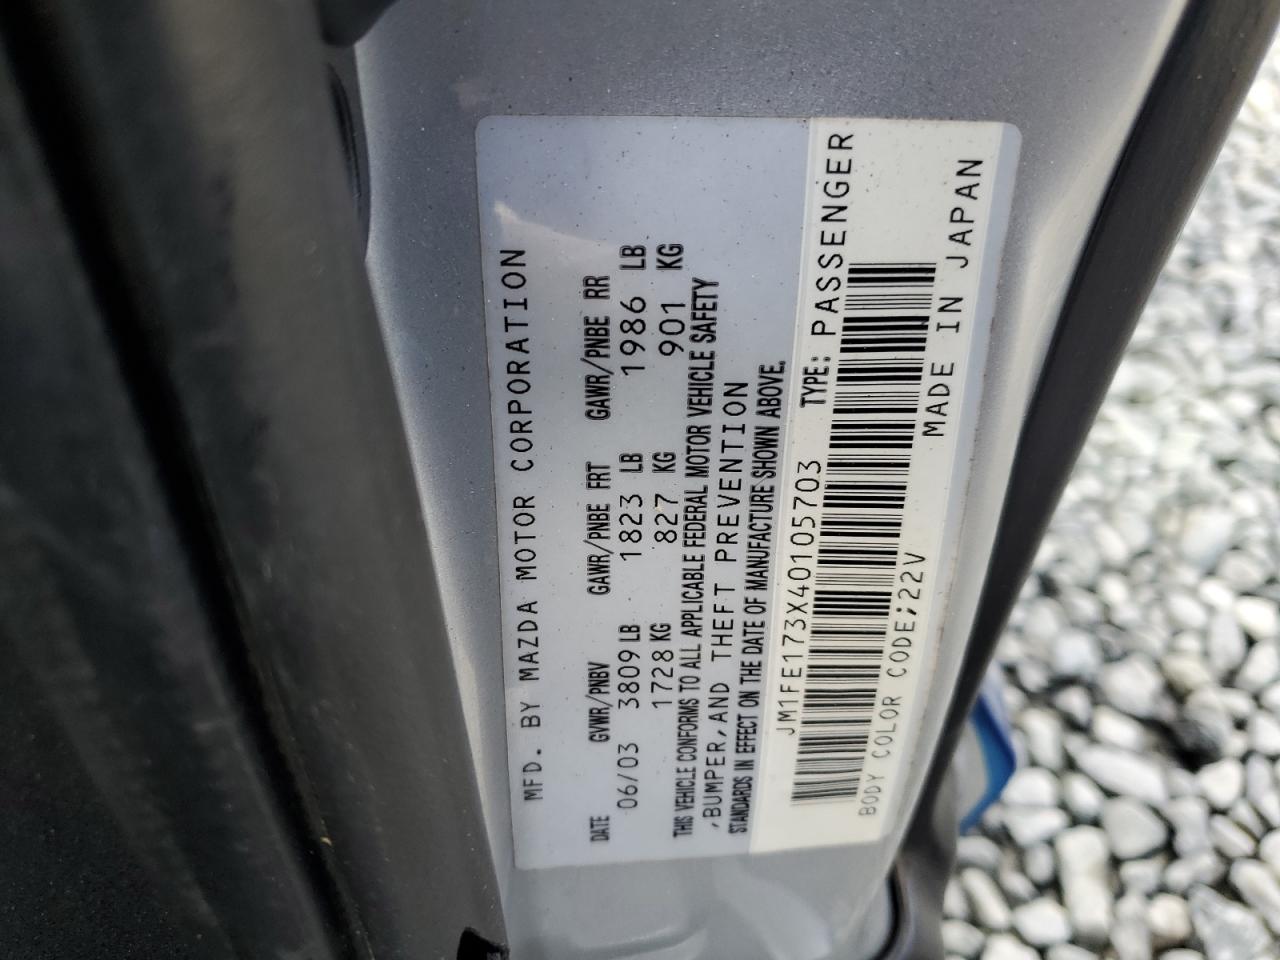 MFD. BY MAZDA MOTOR CORPORATION
DATE GVWR/PNBV GAWR/PNBE FRT GAWR/PNBE RR
06/03 3809 LB 1823 LB 1986 LB
1728 KG 827 KG 901 KG
THIS VEHICLE CONFORMS TO ALL APPLICABLE FEDERAL MOTOR VEHICLE SAFETY
,BUMPER,AND THEFT PREVENTION
STANDARDS IN EFFECT ON THE DATE OF MANUFACTURE SHOWN ABOVE.
JM1FE173X40105703 TYPE: PASSENGER
BODY COLOR CODE;22V MADE IN JAPAN